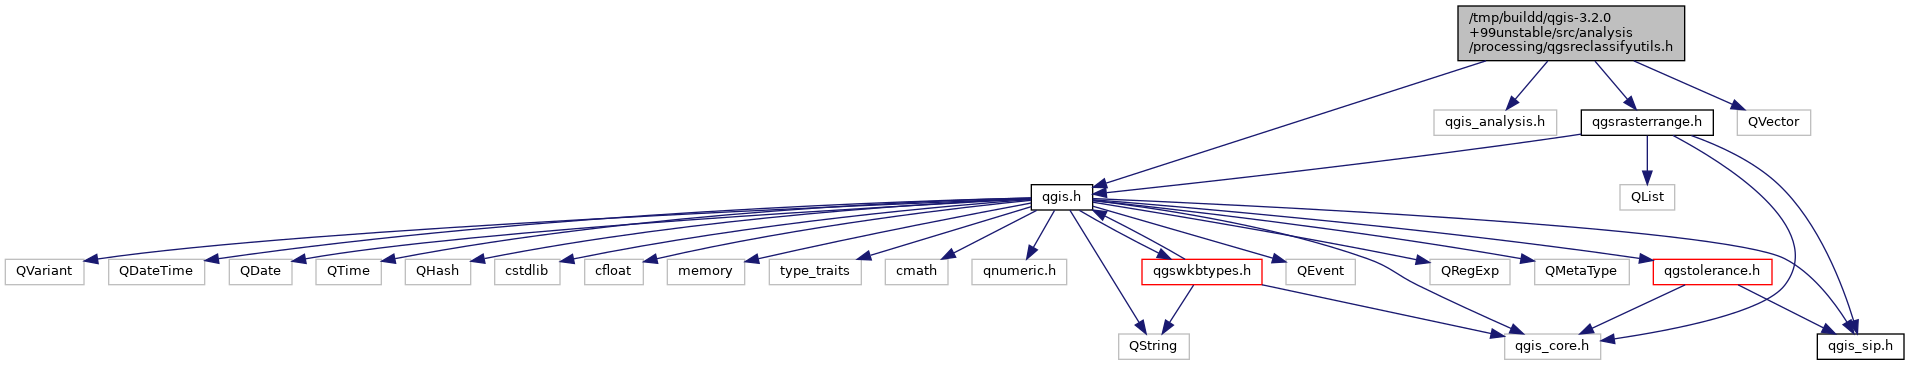 /tmp/buildd/qgis-3.2.0
+99unstable/src/analysis
/processing/qgsreclassifyutils.h
qgis_analysis.h
qgsrasterrange.h
QVector
qgis.h
QList
QVariant
QDateTime
QDate
QTime
QHash
cstdlib
cfloat
memory
type_traits
cmath
qnumeric.h
qgswkbtypes.h
QEvent
QRegExp
QMetaType
qgstolerance.h
QString
qgis_core.h
qgis_sip.h